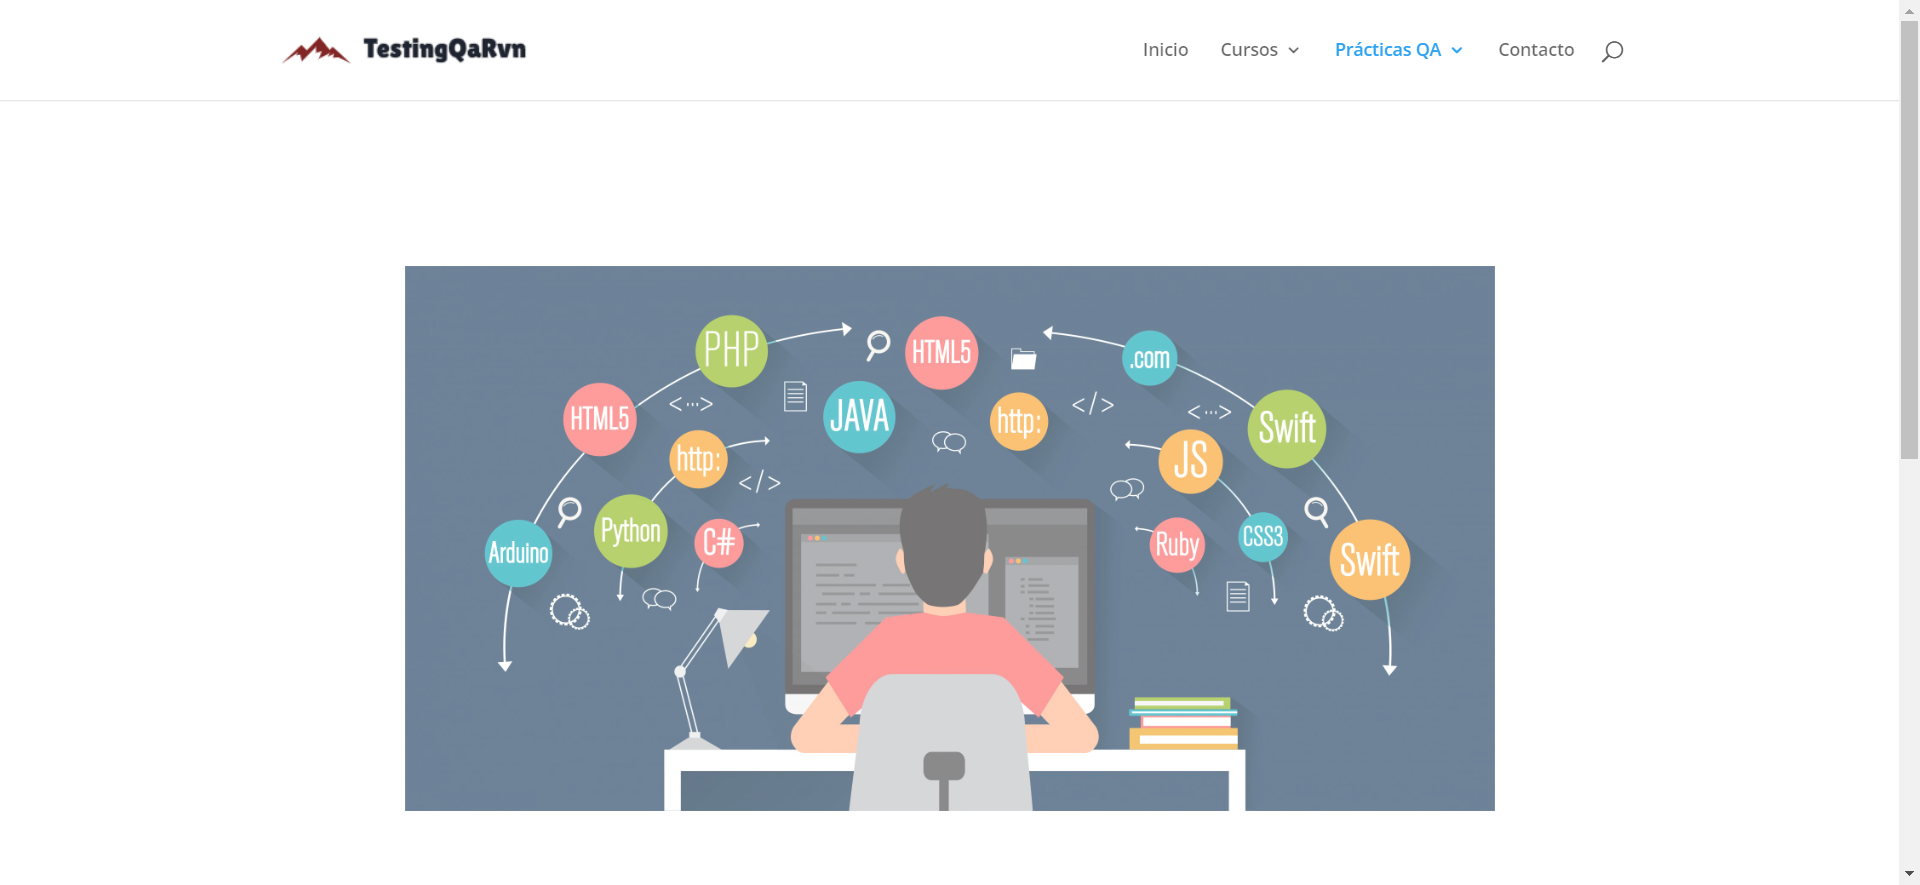 TestingQaRvn
Inicio
Cursos
Prácticas QA
Contacto
PHP
HTML5
.com
HTML5
JAVA
http:
Swift
http:
JS
Arduino
Python
C#
Ruby
CSS3
Swift